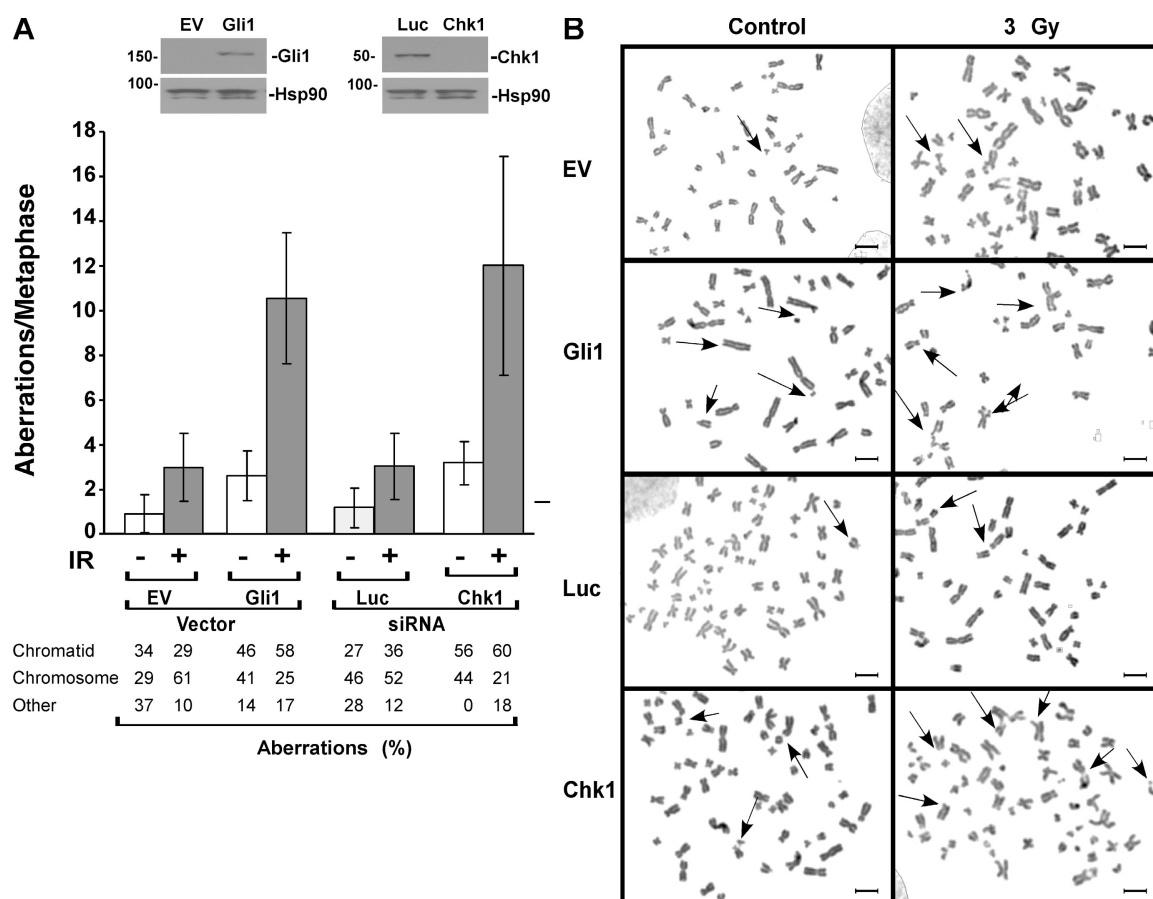 A
EV Gli1
150- -Gli1
100- -Hsp90
Luc Chk1
50- -Chk1
100- -Hsp90
Aberrations/Metaphase
18
16
14
12
10
8
6
4
2
0
IR - + - + - + - +
EV Gli1 Luc Chk1
Vector siRNA
Chromatid 34 29 46 58 27 36 56 60
Chromosome 29 61 41 25 46 52 44 21
Other 37 10 14 17 28 12 0 18
Aberrations (%)
B
Control 3 Gy
EV
Gli1
Luc
Chk1